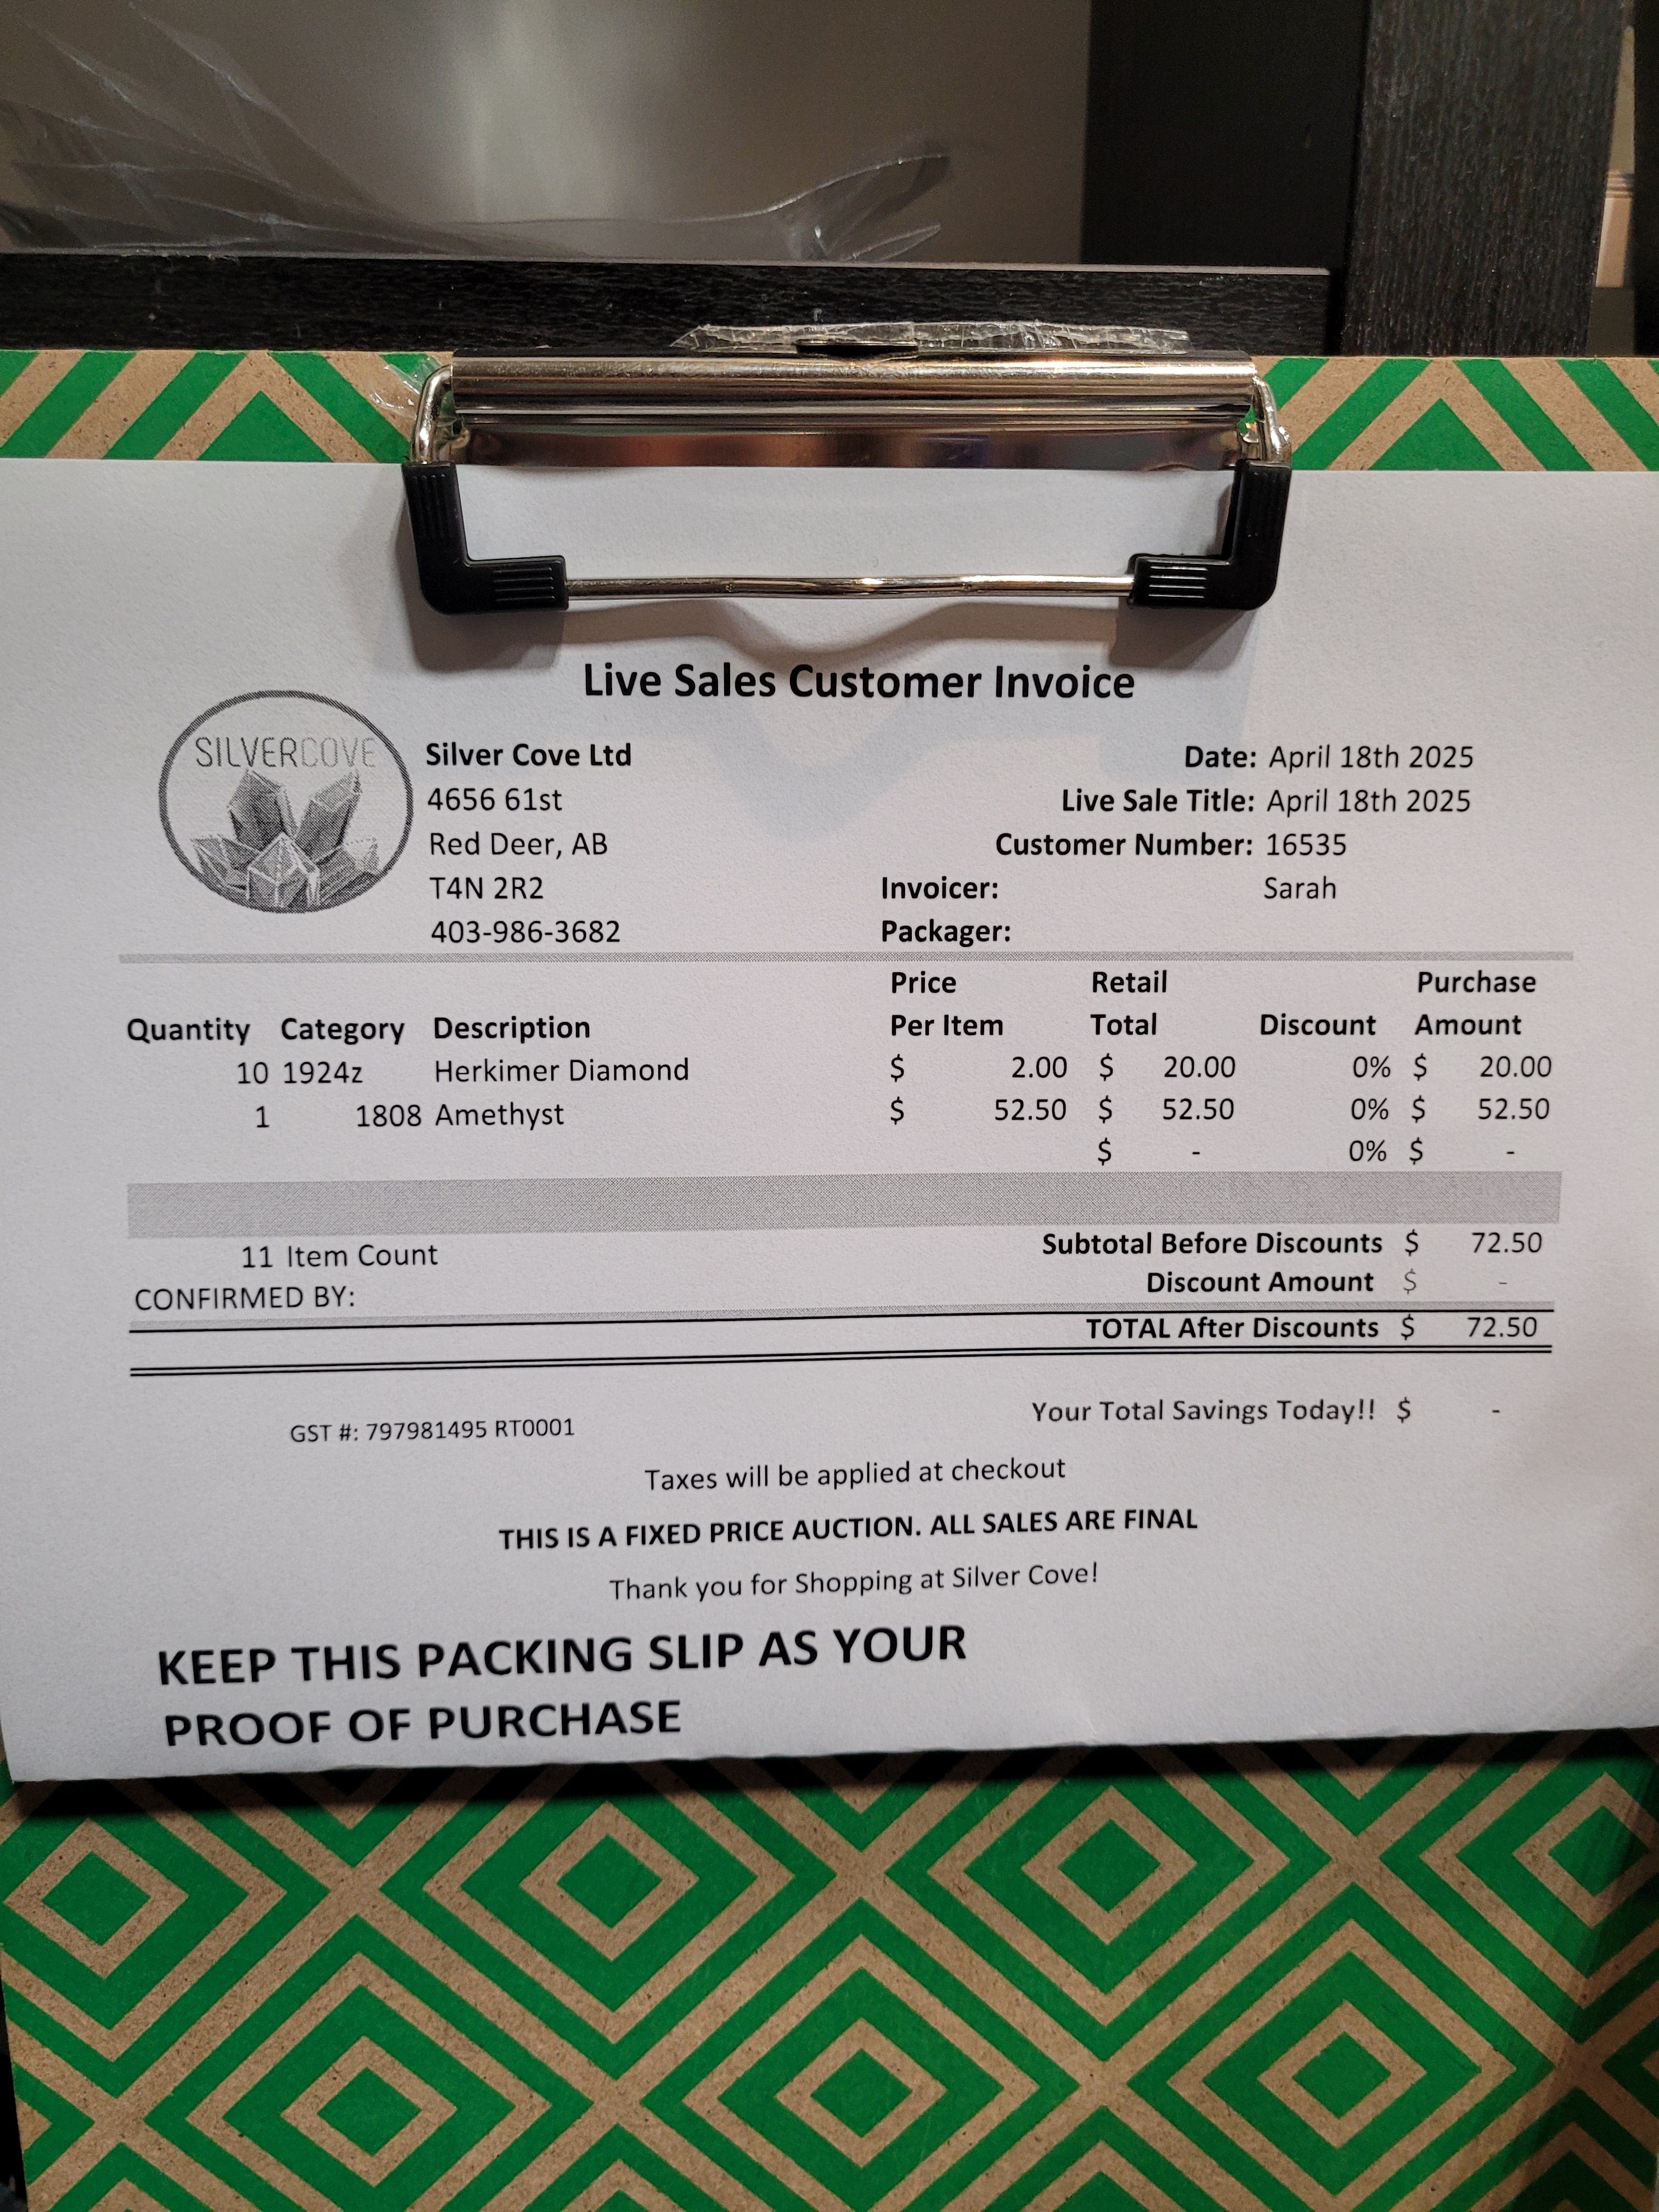 Live Sales Customer Invoice
SILVERCOVE
Silver Cove Ltd
4656 61st
Red Deer, AB
T4N 2R2
403-986-3682
Date: April 18th 2025
Live Sale Title: April 18th 2025
Customer Number: 16535
Invoicer: Sarah
Packager:
Quantity Category Description Price Per Item Retail Total Discount Purchase Amount
10 1924z Herkimer Diamond $ 2.00 $ 20.00 0% $ 20.00
1 1808 Amethyst $ 52.50 $ 52.50 0% $ 52.50
$ - 0% $ -
11 Item Count
CONFIRMED BY:
Subtotal Before Discounts $ 72.50
Discount Amount $ -
TOTAL After Discounts $ 72.50
Your Total Savings Today!! $ -
GST #: 797981495 RT0001
Taxes will be applied at checkout
THIS IS A FIXED PRICE AUCTION. ALL SALES ARE FINAL
Thank you for Shopping at Silver Cove!
KEEP THIS PACKING SLIP AS YOUR
PROOF OF PURCHASE